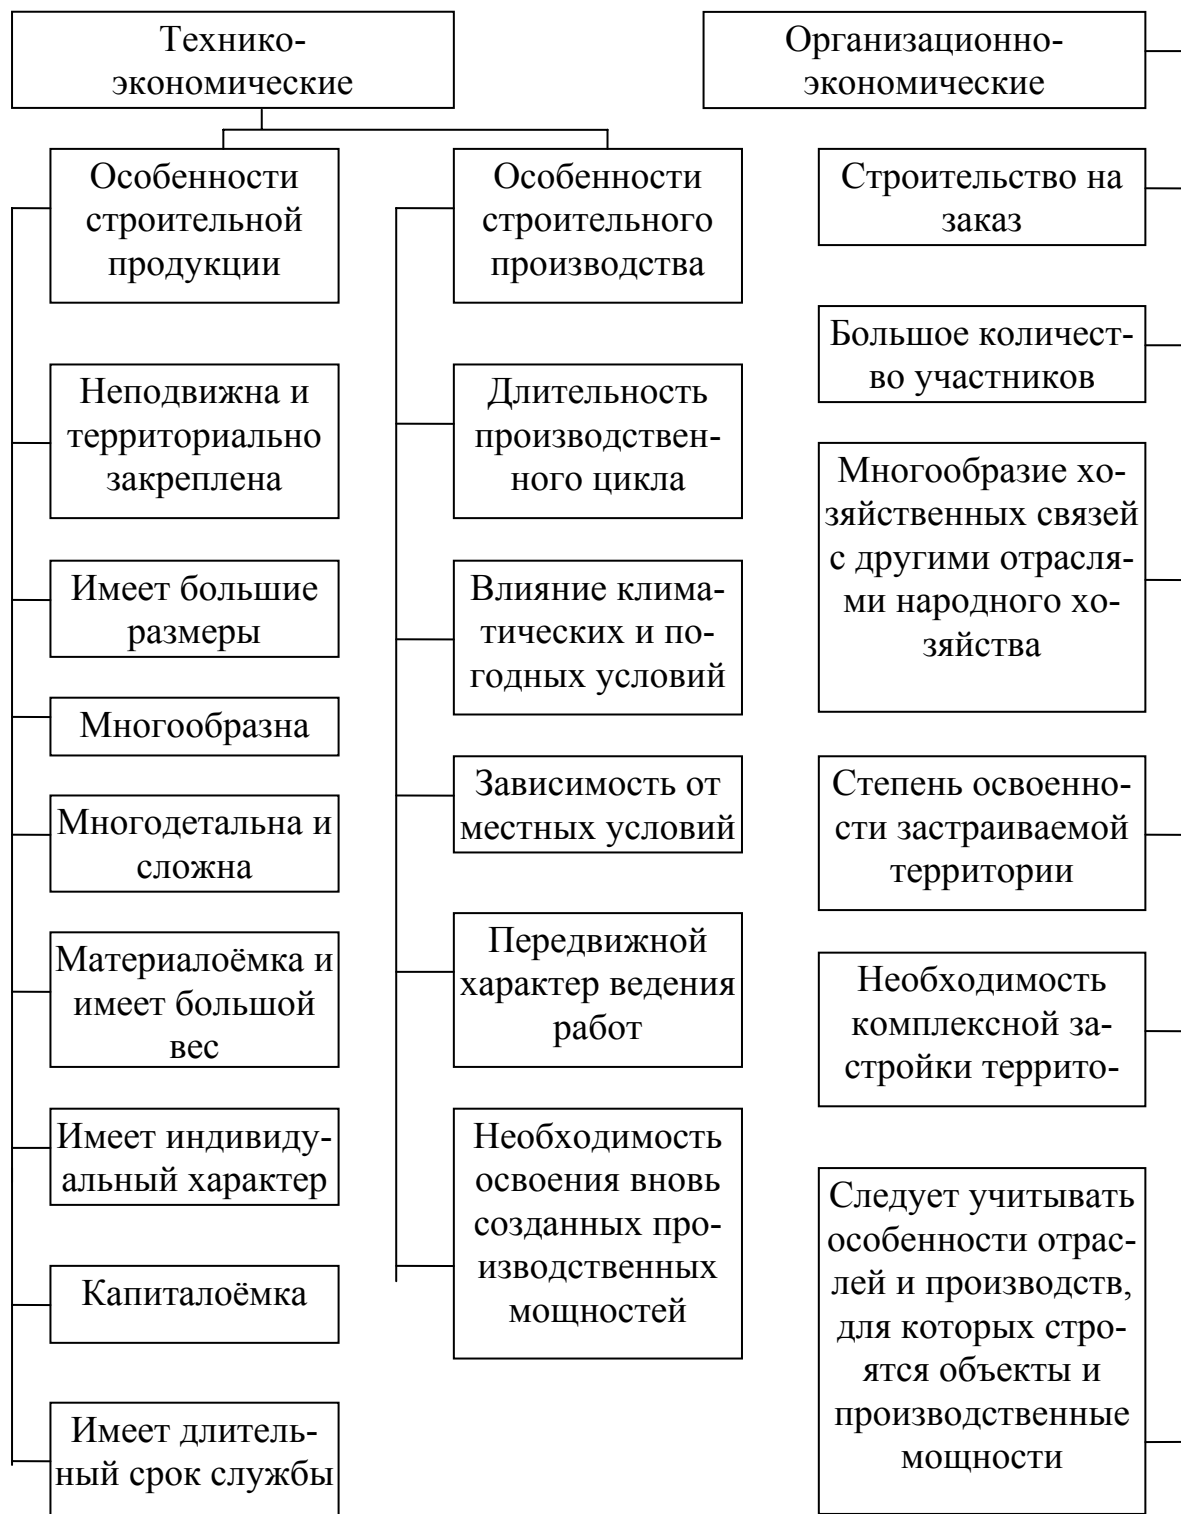 Технико-
экономические
Организационно-
экономические
Особенности
строительной
продукции
Неподвижна и
территориально
закреплена
Имеет большие
размеры
Многообразна
Многодетальна и
сложна
Материалоёмка и
имеет большой
вес
Имеет индивиду-
альный характер
Капиталоёмка
Имеет длитель-
ный срок службы
Особенности
строительного
производства
Длительность
производствен-
ного цикла
Влияние клима-
тических и по-
годных условий
Зависимость от
местных условий
Передвижной
характер ведения
работ
Необходимость
освоения вновь
созданных про-
изводственных
мощностей
Строительство на
заказ
Большое количест-
во участников
Многообразие хо-
зяйственных связей
с другими отрасля-
ми народного хо-
зяйства
Степень освоенно-
сти застраиваемой
территории
Необходимость
комплексной за-
стройки террито-
Следует учитывать
особенности отрас-
лей и производств,
для которых стро-
ятся объекты и
производственные
мощности